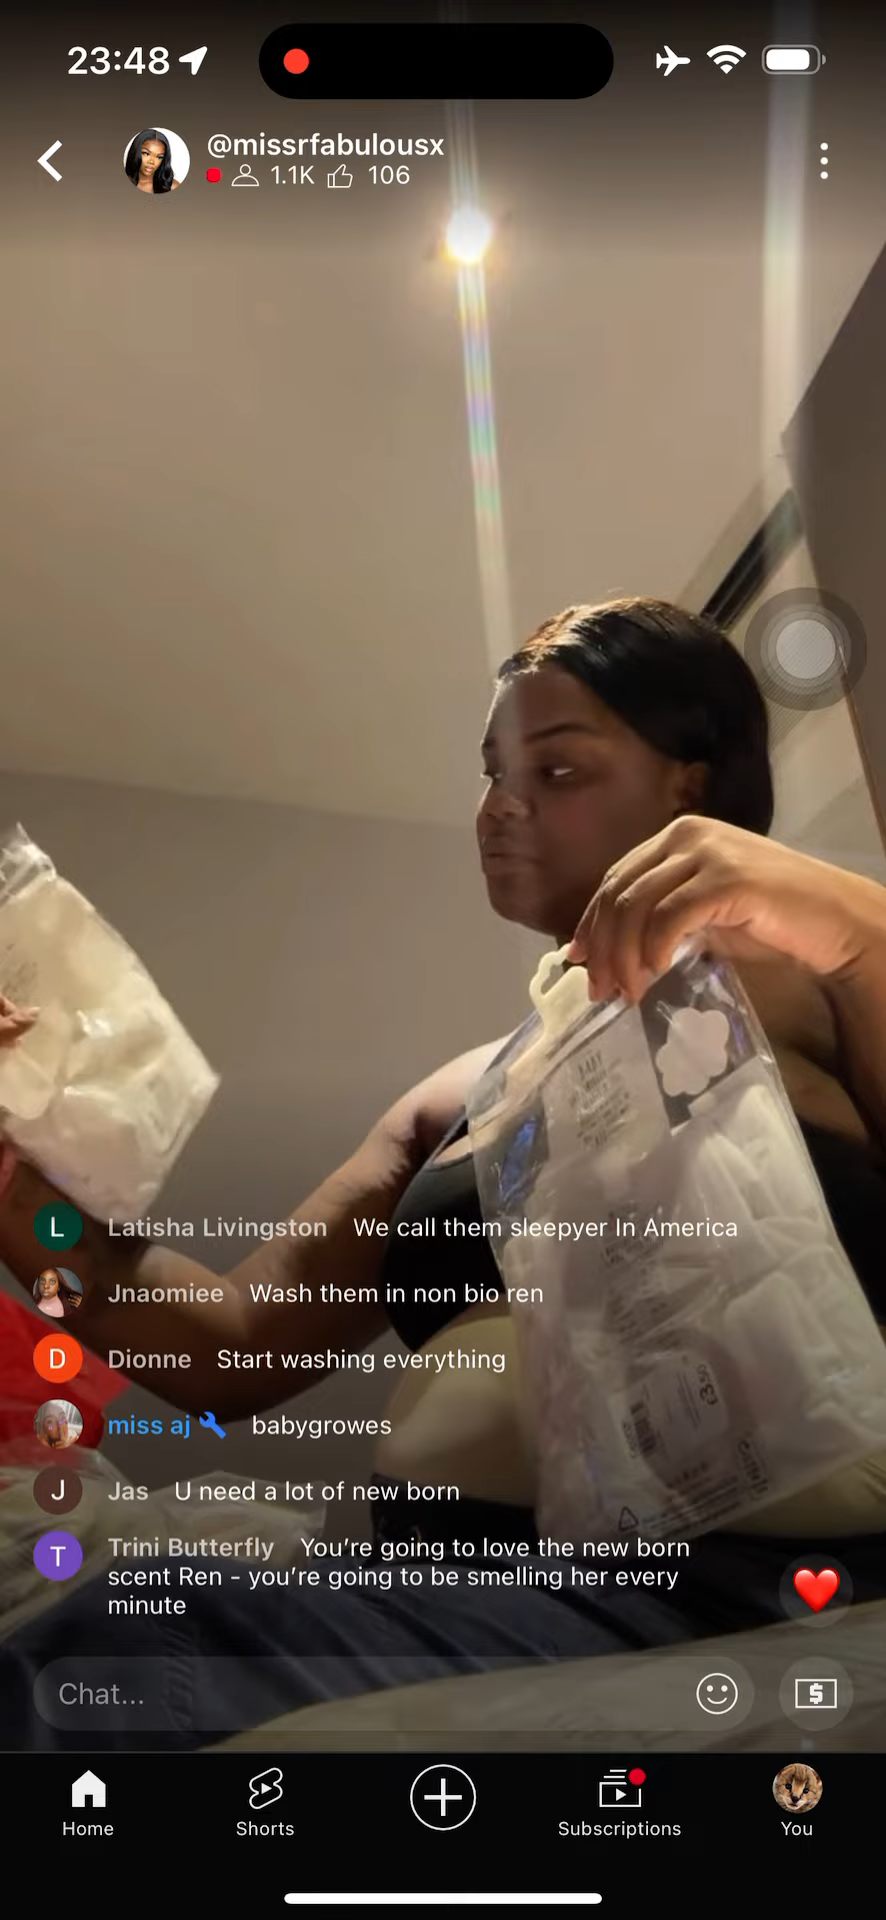 23:48
@missrfabulousx
1.1K 106
Latisha Livingston We call them sleepyer In America
Jnaomiee Wash them in non bio ren
D Dionne Start washing everything
miss aj babygrowes
J Jas U need a lot of new born
T Trini Butterfly You're going to love the new born
scent Ren - you're going to be smelling her every
minute
L
BABY
£3.50
Chat...
$
Home Shorts Subscriptions You